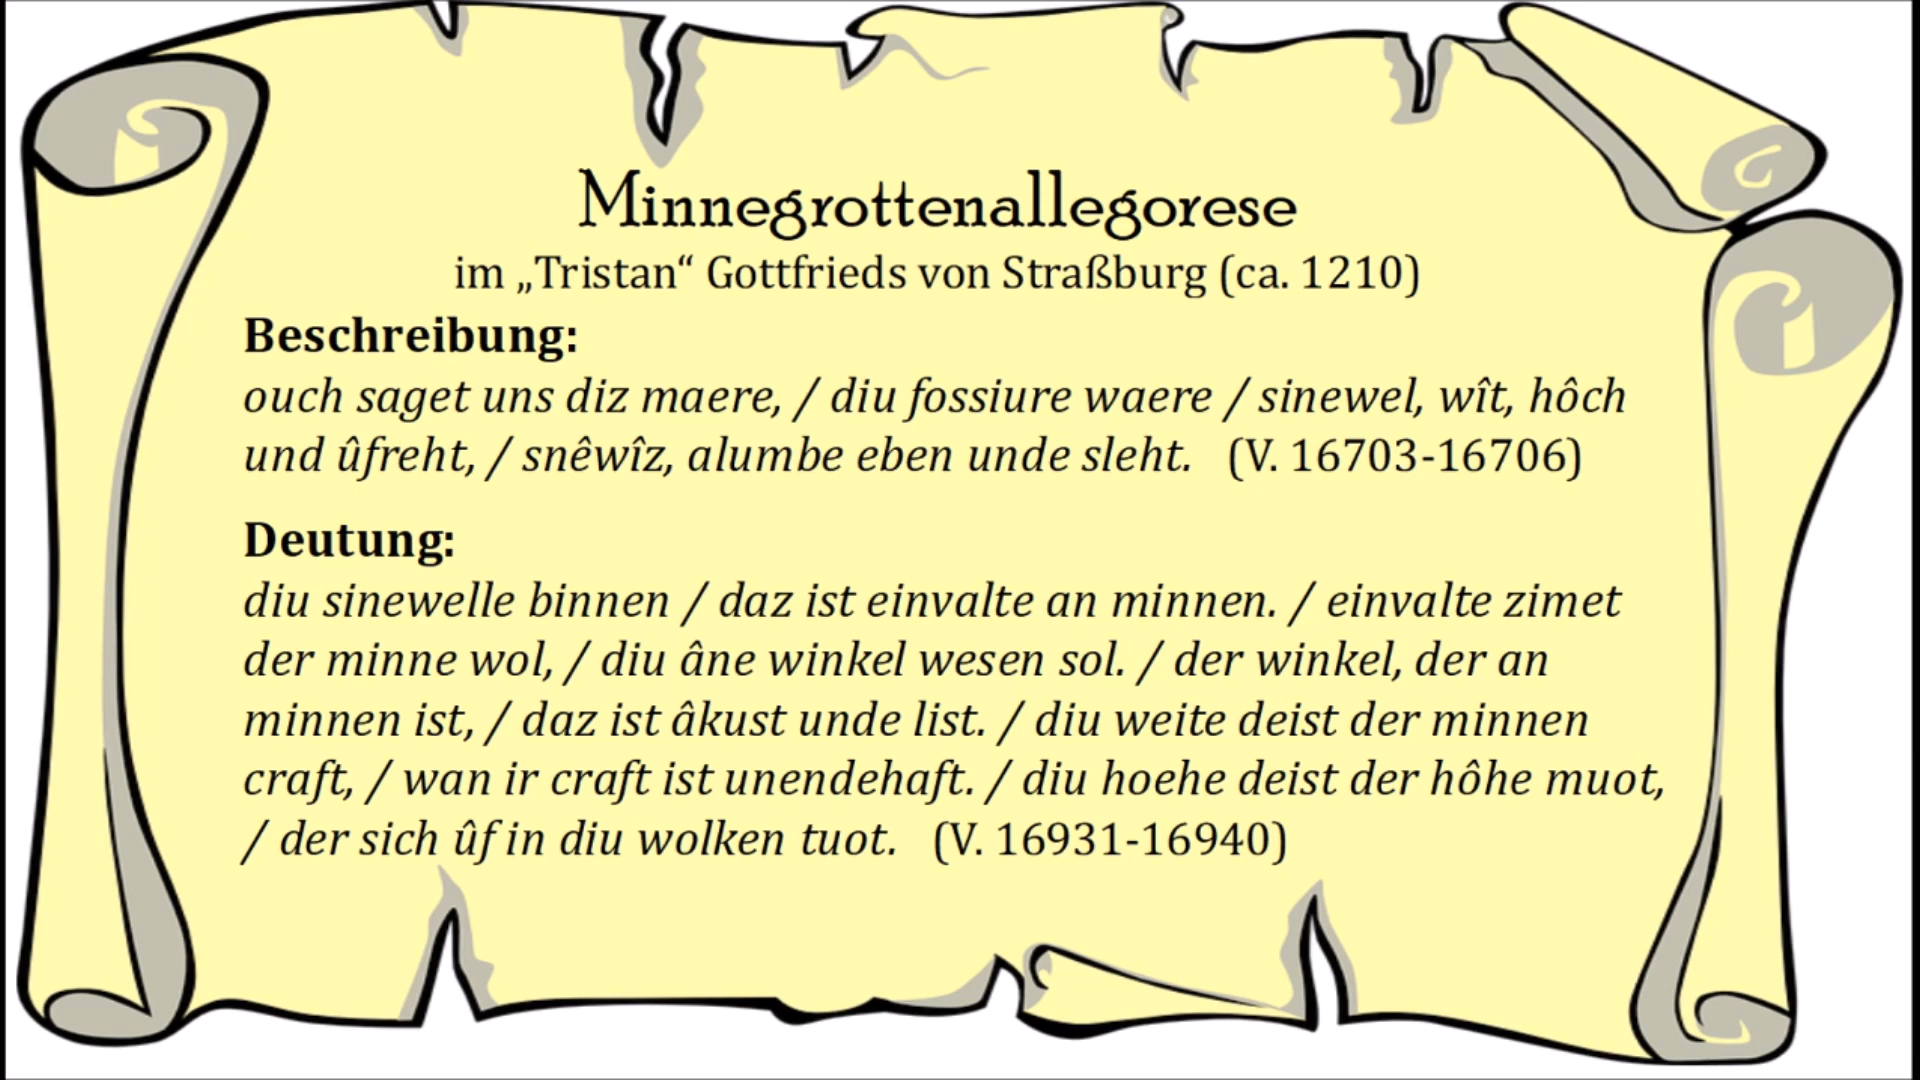 Minnegrottenallegorese
im „Tristan“ Gottfrieds von Straßburg (ca. 1210)
Beschreibung:
ouch saget uns diz maere, / diu fossiure waere / sinewel, wît, hôch
und ûfreht, / snêwîz, alumbe eben unde sleht. (V. 16703-16706)
Deutung:
diu sinewelle binnen / daz ist einvalte an minnen. / einvalte zimet
der minne wol, / diu âne winkel wesen sol. / der winkel, der an
minnen ist, / daz ist âkust unde list. / diu weite deist der minnen
craft, / wan ir craft ist unendehaft. / diu hoehe deist der hôhe muot,
/ der sich ûf in diu wolken tuot. (V. 16931-16940)